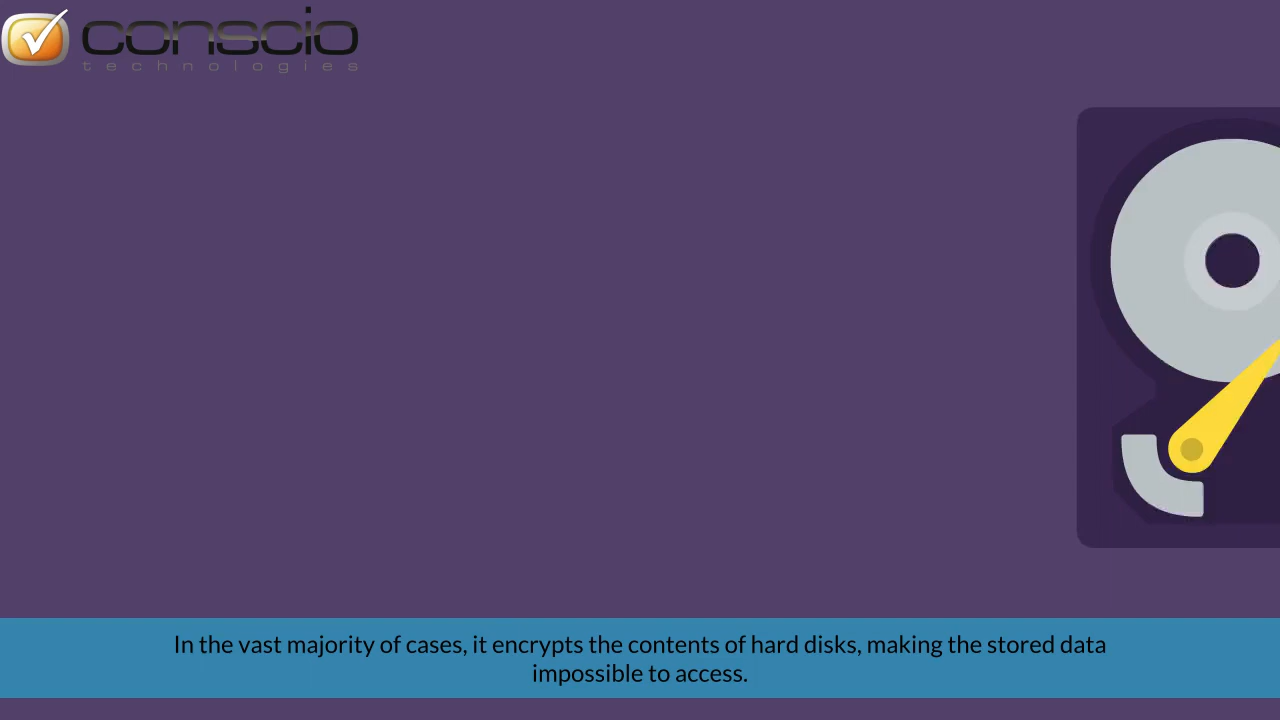 conscio
technologies
In the vast majority of cases, it encrypts the contents of hard disks, making the stored data
impossible to access.